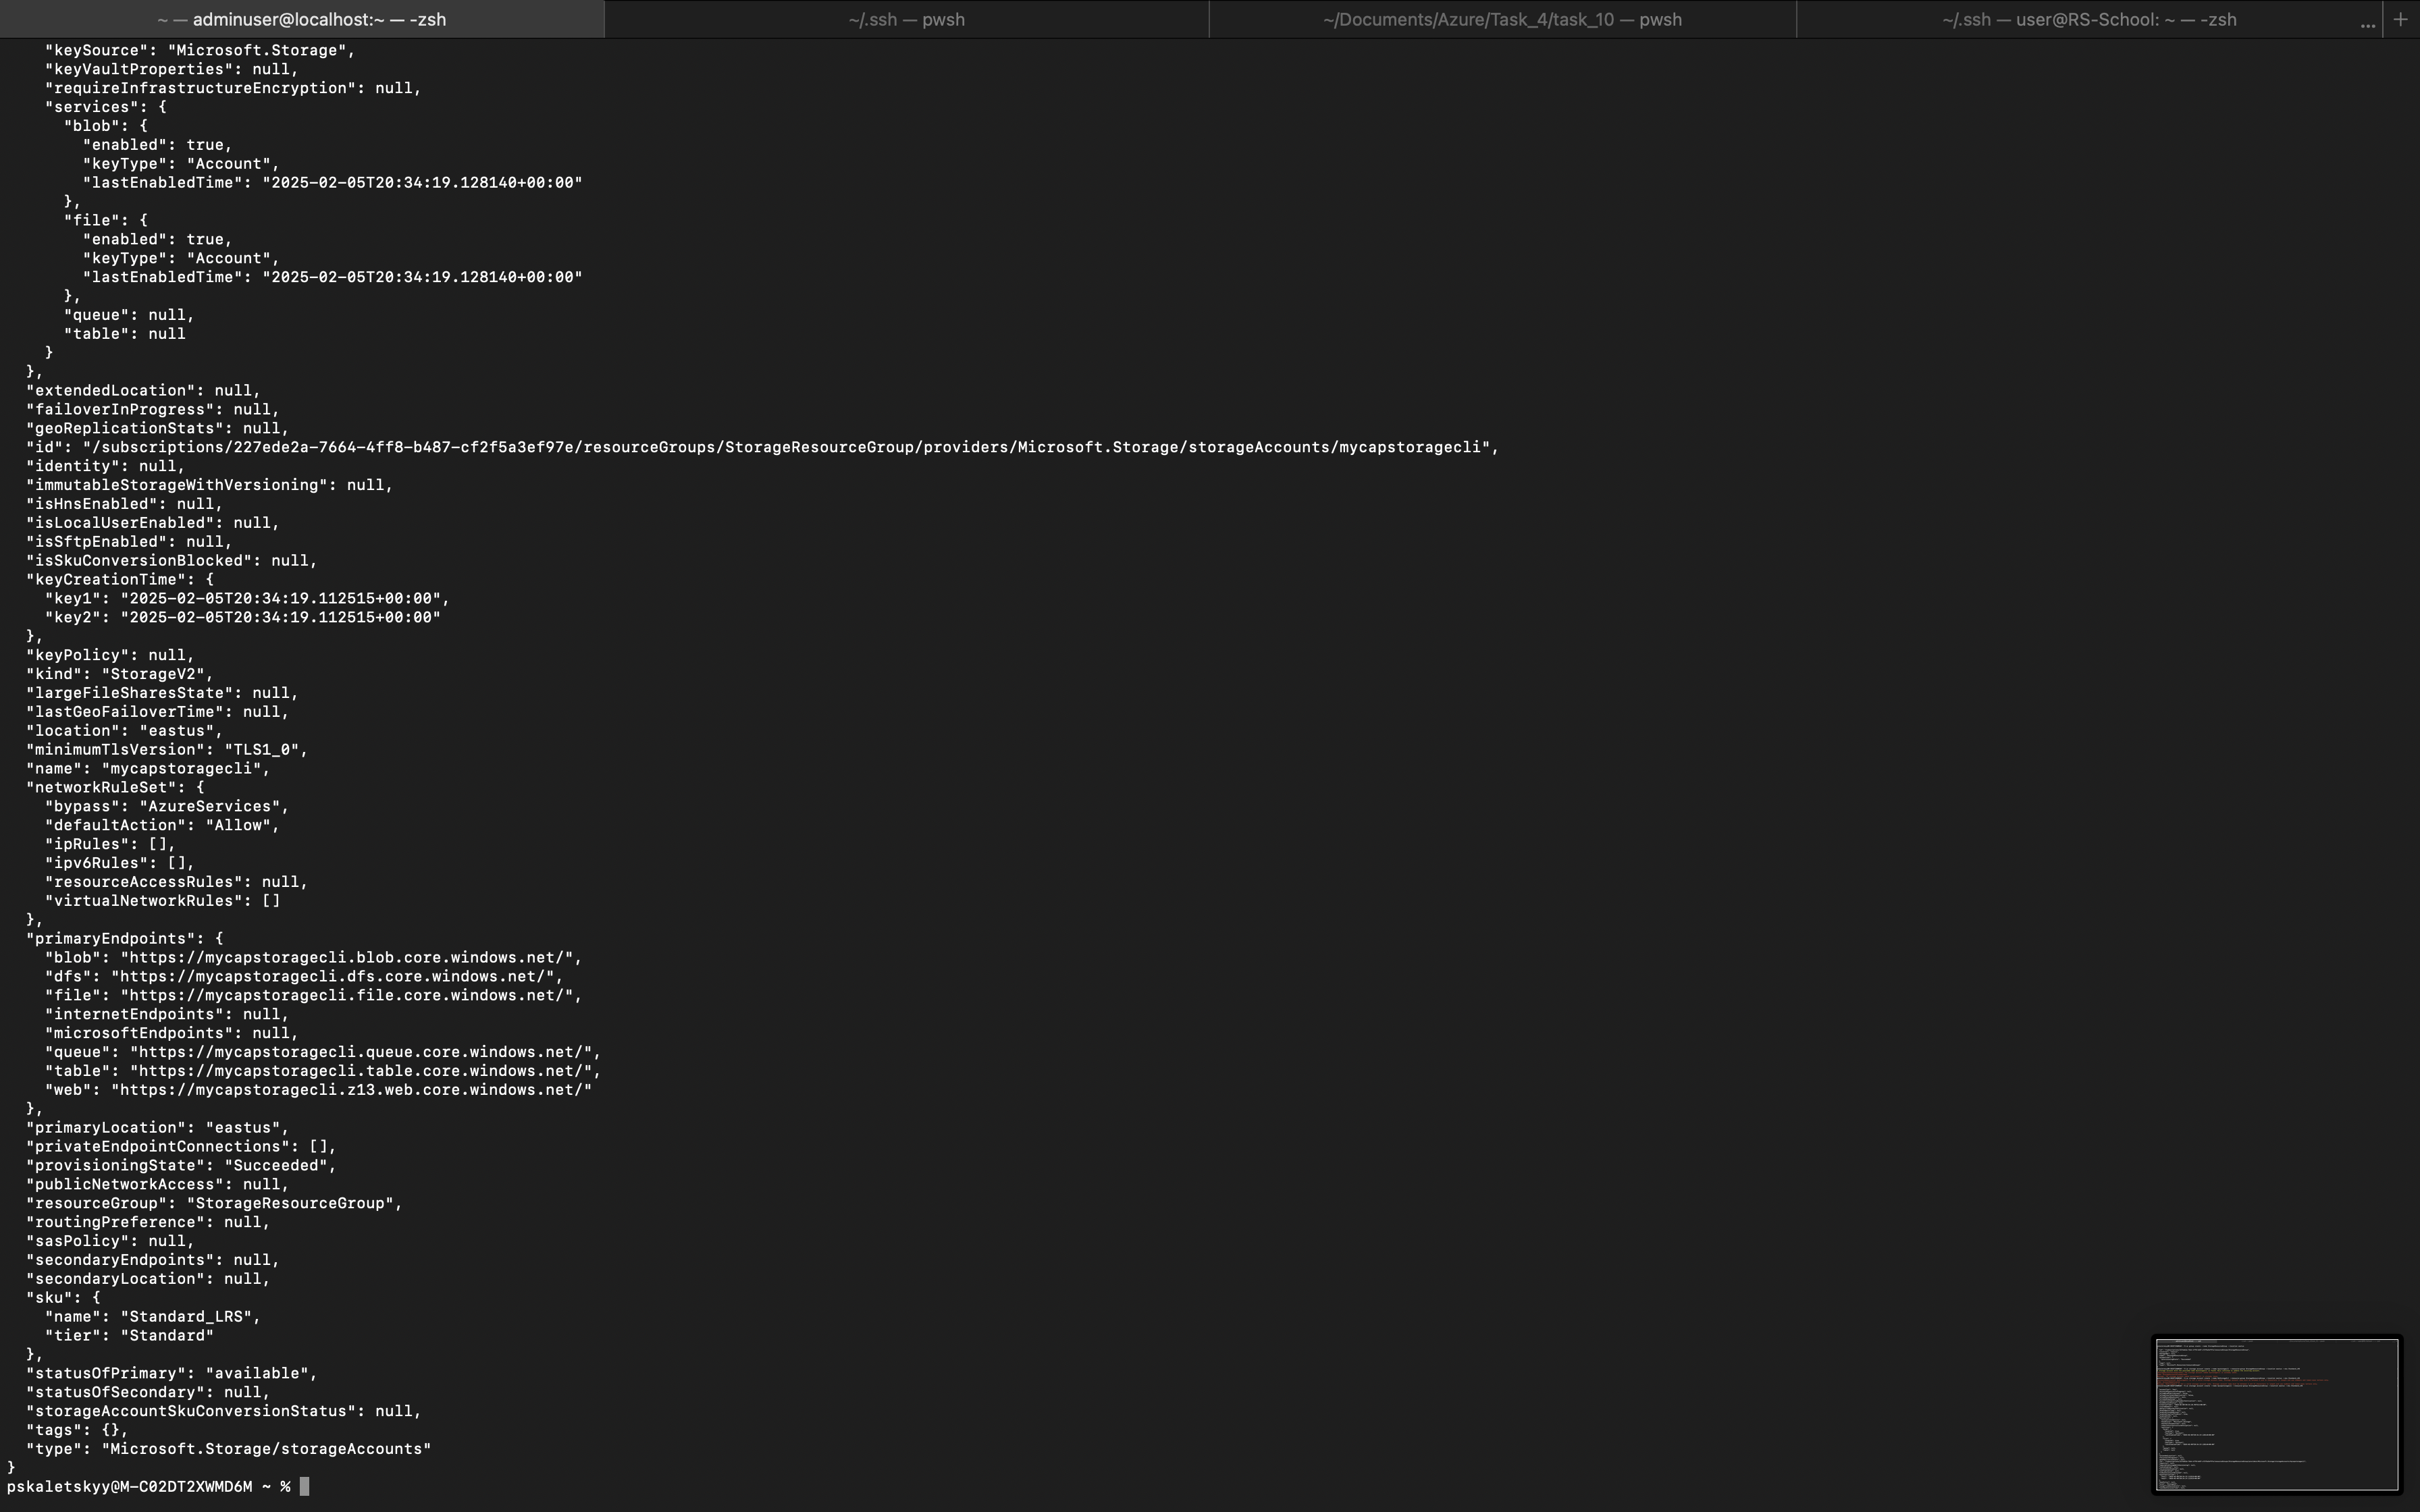 ~ — adminuser@localhost:~ — -zsh
~/.ssh — pwsh
~/Documents/Azure/Task_4/task_10 — pwsh
~/.ssh — user@RS-School: ~ — -zsh
...
+
    "keySource": "Microsoft.Storage",
    "keyVaultProperties": null,
    "requireInfrastructureEncryption": null,
    "services": {
      "blob": {
        "enabled": true,
        "keyType": "Account",
        "lastEnabledTime": "2025-02-05T20:34:19.128140+00:00"
      },
      "file": {
        "enabled": true,
        "keyType": "Account",
        "lastEnabledTime": "2025-02-05T20:34:19.128140+00:00"
      },
      "queue": null,
      "table": null
    }
  },
  "extendedLocation": null,
  "failoverInProgress": null,
  "geoReplicationStats": null,
  "id": "/subscriptions/227ede2a-7664-4ff8-b487-cf2f5a3ef97e/resourceGroups/StorageResourceGroup/providers/Microsoft.Storage/storageAccounts/mycapstoragecli",
  "identity": null,
  "immutableStorageWithVersioning": null,
  "isHnsEnabled": null,
  "isLocalUserEnabled": null,
  "isSftpEnabled": null,
  "isSkuConversionBlocked": null,
  "keyCreationTime": {
    "key1": "2025-02-05T20:34:19.112515+00:00",
    "key2": "2025-02-05T20:34:19.112515+00:00"
  },
  "keyPolicy": null,
  "kind": "StorageV2",
  "largeFileSharesState": null,
  "lastGeoFailoverTime": null,
  "location": "eastus",
  "minimumTlsVersion": "TLS1_0",
  "name": "mycapstoragecli",
  "networkRuleSet": {
    "bypass": "AzureServices",
    "defaultAction": "Allow",
    "ipRules": [],
    "ipv6Rules": [],
    "resourceAccessRules": null,
    "virtualNetworkRules": []
  },
  "primaryEndpoints": {
    "blob": "https://mycapstoragecli.blob.core.windows.net/",
    "dfs": "https://mycapstoragecli.dfs.core.windows.net/",
    "file": "https://mycapstoragecli.file.core.windows.net/",
    "internetEndpoints": null,
    "microsoftEndpoints": null,
    "queue": "https://mycapstoragecli.queue.core.windows.net/",
    "table": "https://mycapstoragecli.table.core.windows.net/",
    "web": "https://mycapstoragecli.z13.web.core.windows.net/"
  },
  "primaryLocation": "eastus",
  "privateEndpointConnections": [],
  "provisioningState": "Succeeded",
  "publicNetworkAccess": null,
  "resourceGroup": "StorageResourceGroup",
  "routingPreference": null,
  "sasPolicy": null,
  "secondaryEndpoints": null,
  "secondaryLocation": null,
  "sku": {
    "name": "Standard_LRS",
    "tier": "Standard"
  },
  "statusOfPrimary": "available",
  "statusOfSecondary": null,
  "storageAccountSkuConversionStatus": null,
  "tags": {},
  "type": "Microsoft.Storage/storageAccounts"
}
pskaletskyy@M-C02DT2XWMD6M ~ %